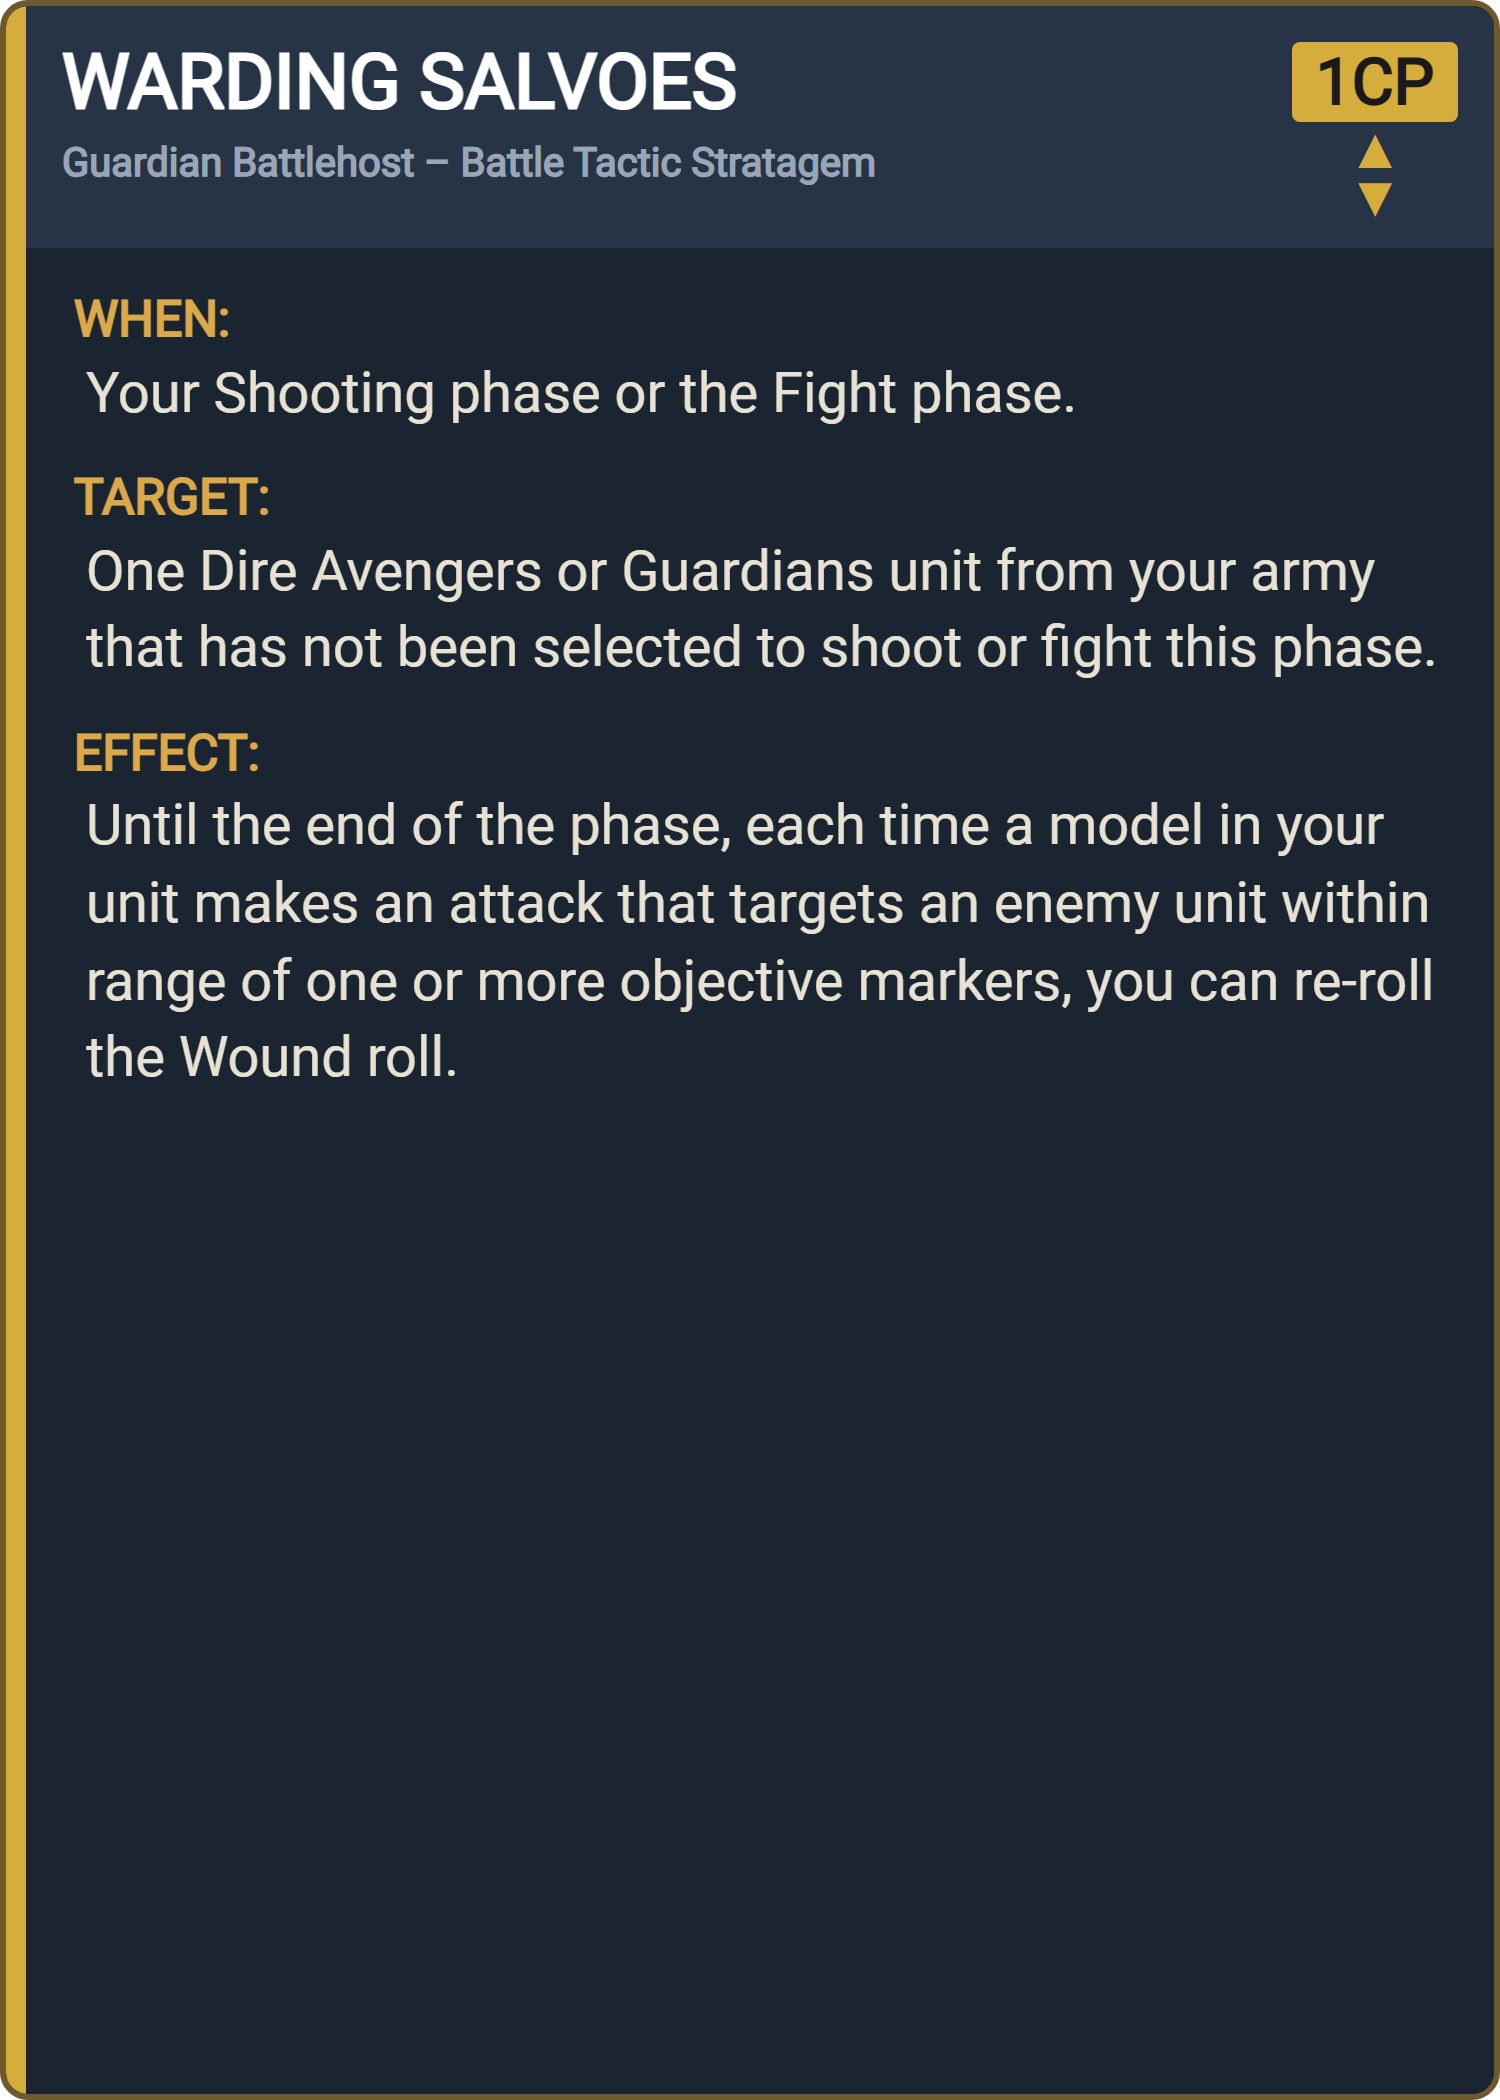 WARDING SALVOES
Guardian Battlehost – Battle Tactic Stratagem
1CP
▲
▼
WHEN:
Your Shooting phase or the Fight phase.
TARGET:
One Dire Avengers or Guardians unit from your army
that has not been selected to shoot or fight this phase.
EFFECT:
Until the end of the phase, each time a model in your
unit makes an attack that targets an enemy unit within
range of one or more objective markers, you can re-roll
the Wound roll.